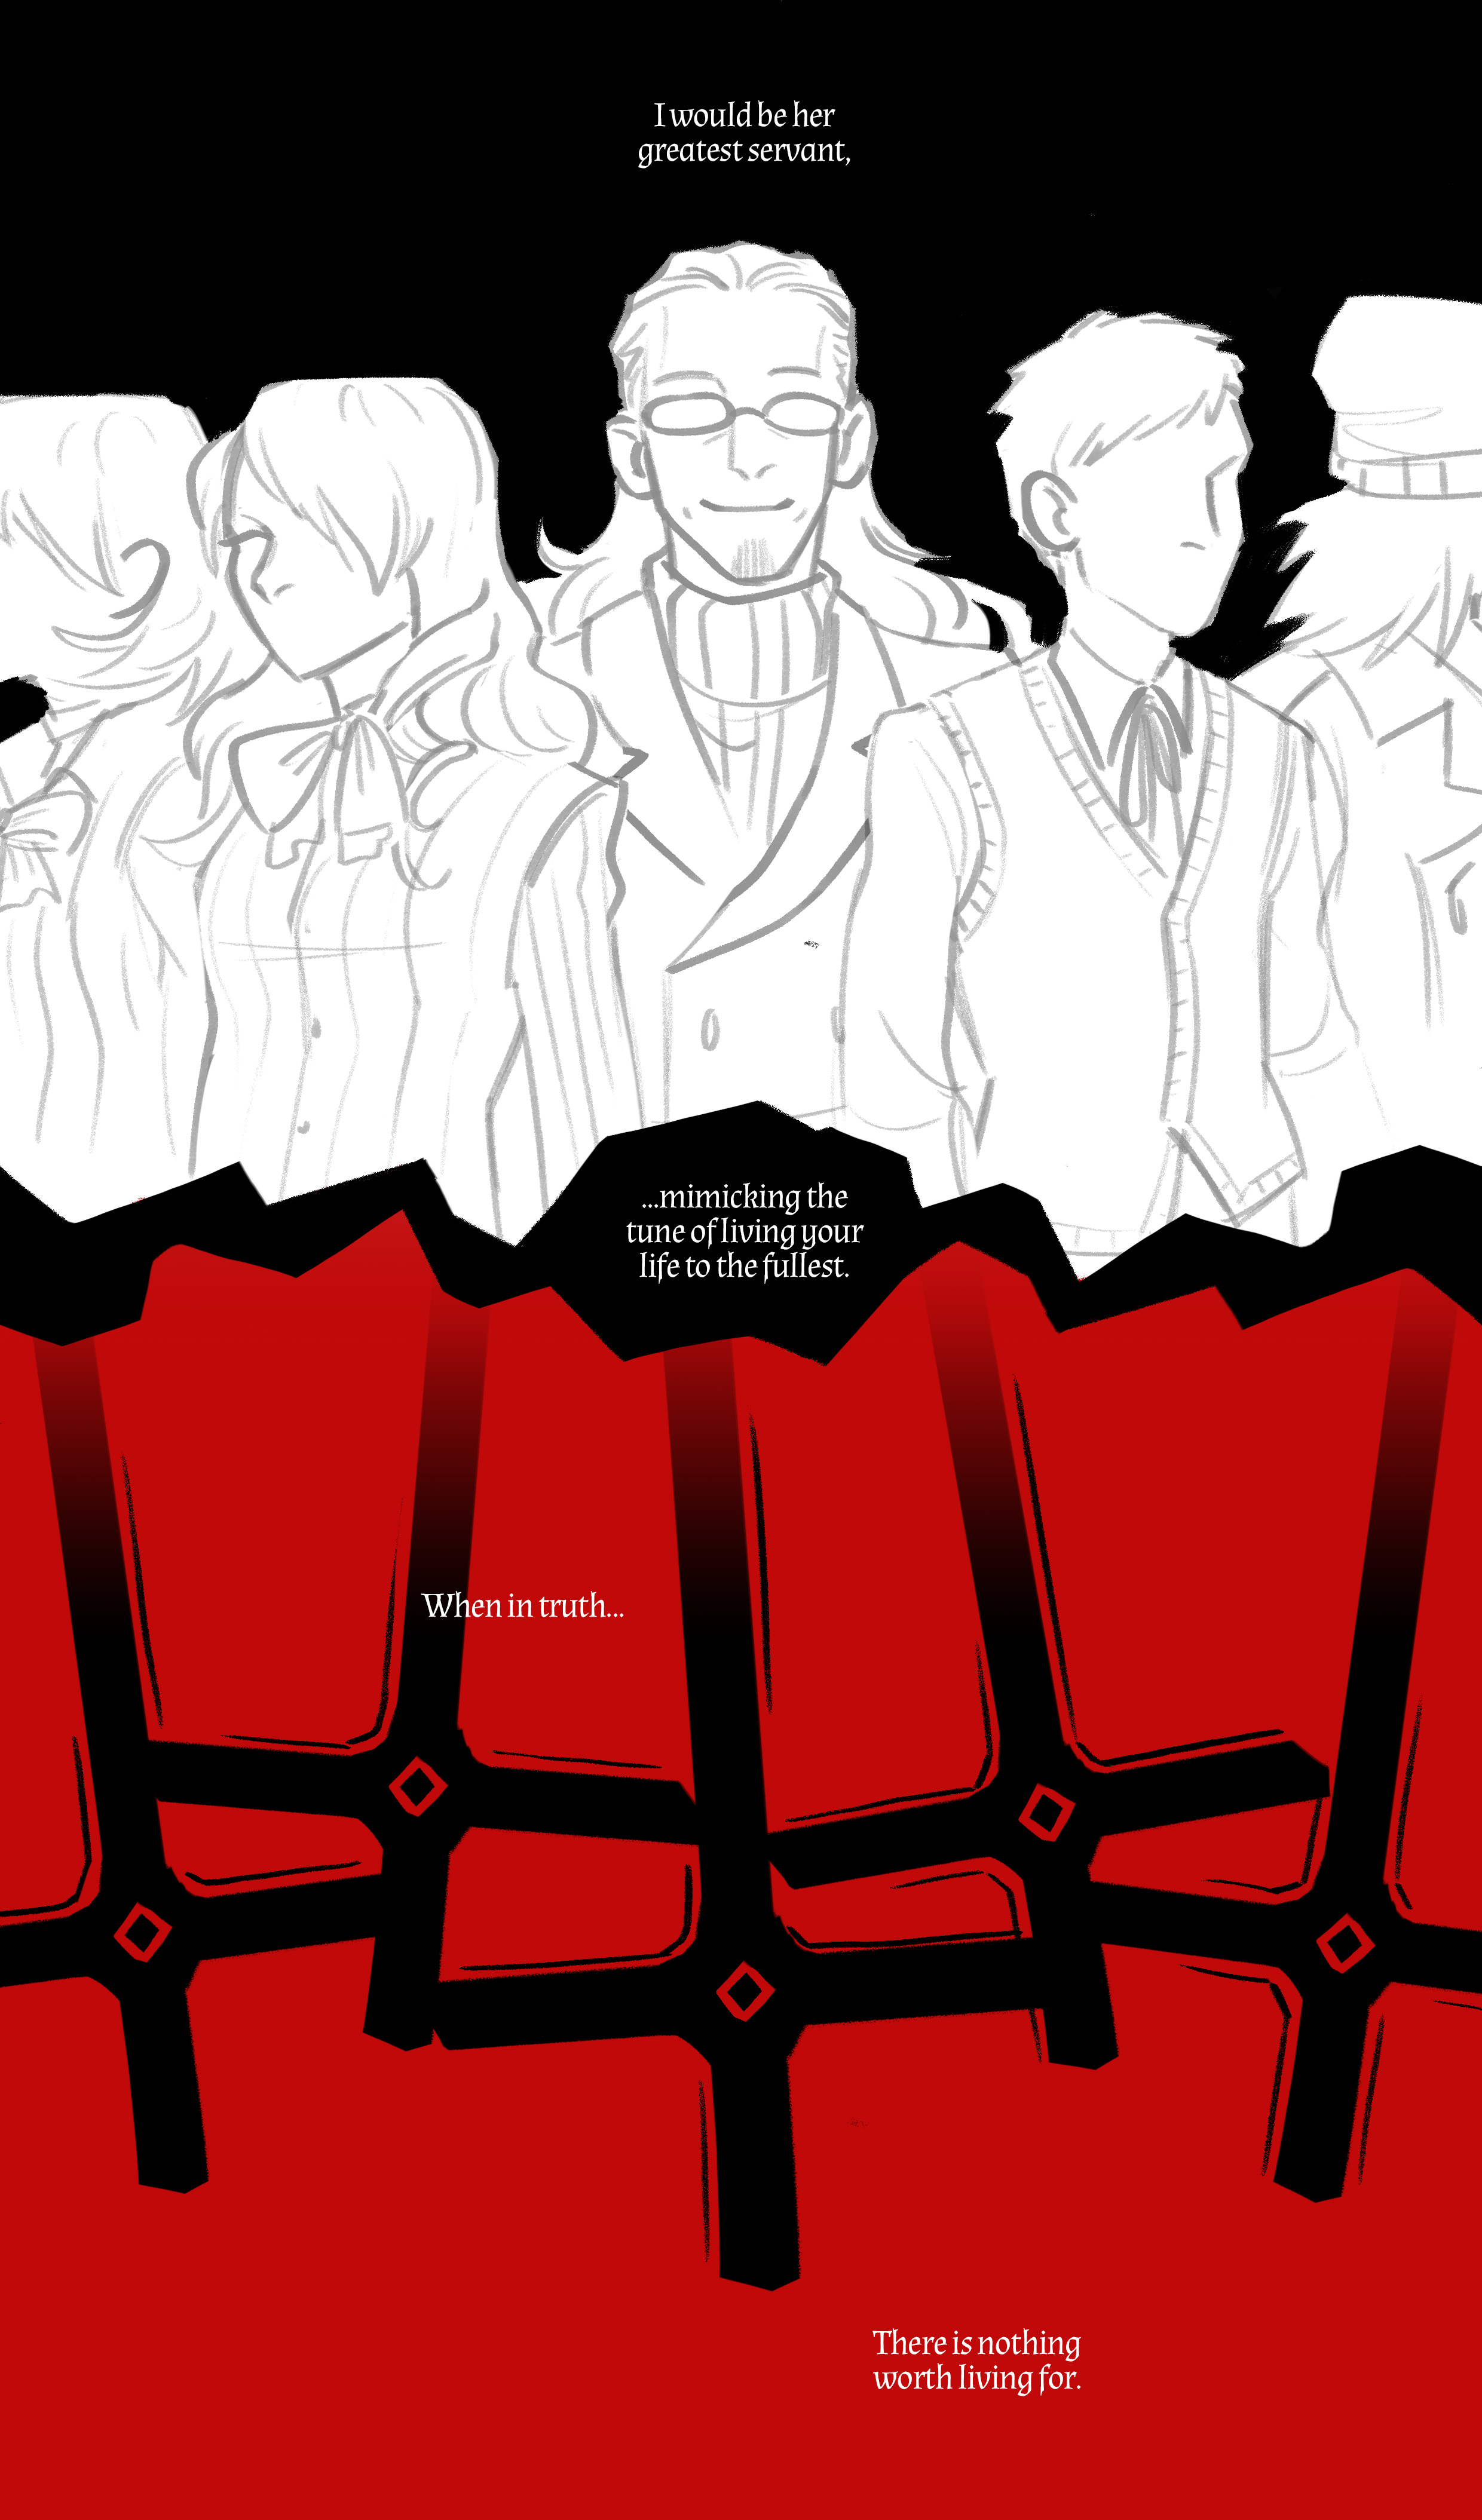 I would be her
greatest servant,
...mimicking the
tune of living your
life to the fullest.
When in truth...
There is nothing
worth living for.